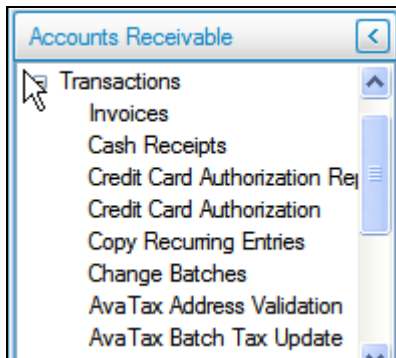 Accounts Receivable
Transactions
Invoices
Cash Receipts
Credit Card Authorization Rep
Credit Card Authorization
Copy Recurring Entries
Change Batches
AvaTax Address Validation
AvaTax Batch Tax Update